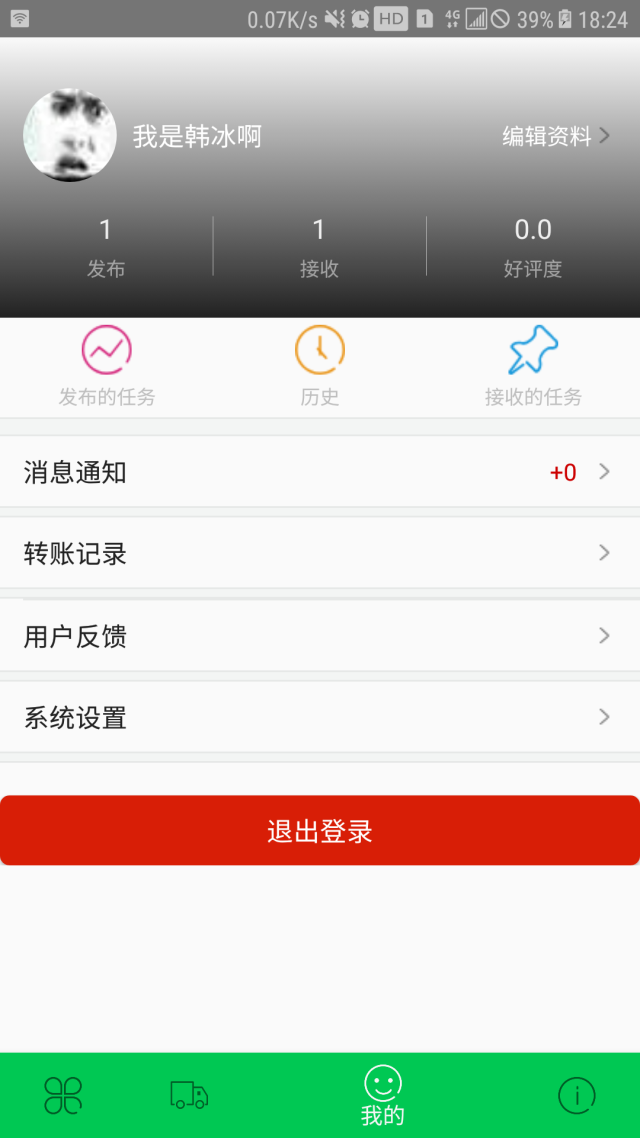 0.07K/s HD 1 4G 39% 18:24
我是韩冰啊
编辑资料
1
1
0.0
发布
接收
好评度
发布的任务
历史
接收的任务
消息通知
+0
转账记录
用户反馈
系统设置
退出登录
我的